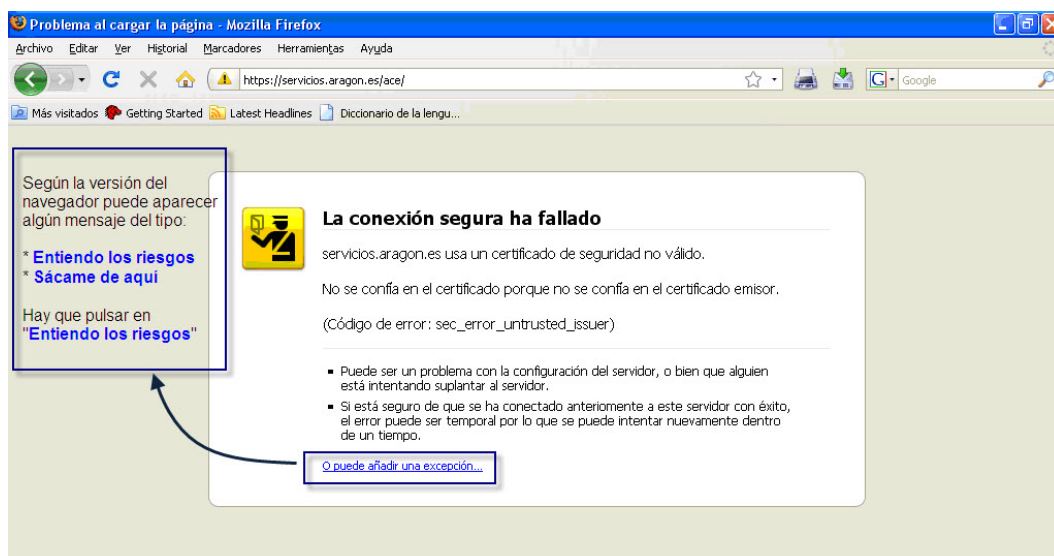 Problema al cargar la página - Mozilla Firefox
Archivo Editar Ver Historial Marcadores Herramientas Ayuda
https://servicios.aragon.es/ace/
G Google
Más visitados Getting Started Latest Headlines Diccionario de la lengu...
Según la versión del
navegador puede aparecer
algún mensaje del tipo:
* Entiendo los riesgos
* Sácame de aqui
Hay que pulsar en
"Entiendo los riesgos"
La conexión segura ha fallado
servicios.aragon.es usa un certificado de seguridad no válido.
No se confía en el certificado porque no se confía en el certificado emisor.
(Código de error: sec_error_untrusted_issuer)
▪ Puede ser un problema con la configuración del servidor, o bien que alguien
está intentando suplantar al servidor.
▪ Si está seguro de que se ha conectado anteriormente a este servidor con éxito,
el error puede ser temporal por lo que se puede intentar nuevamente dentro
de un tiempo.
O puede añadir una excepción...